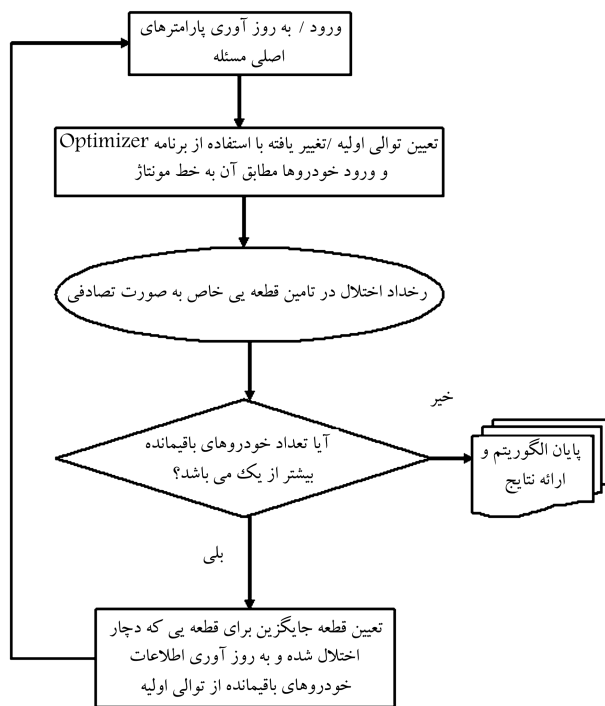 ورود / به روز آوری پارامترهای
اصلی مسئله
تعیین توالی اولیه /تغییر یافته با استفاده از برنامه Optimizer
و ورود خودروها مطابق آن به خط مونتاژ
رخداد اختلال در تامین قطعه یی خاص به صورت تصادفی
آیا تعداد خودروهای باقیمانده
بیشتر از یک می باشد؟
خیر
پایان الگوریتم و
ارائه نتایج
بلی
تعیین قطعه جایگزین برای قطعه یی که دچار
اختلال شده و به روز آوری اطلاعات
خودروهای باقیمانده از توالی اولیه